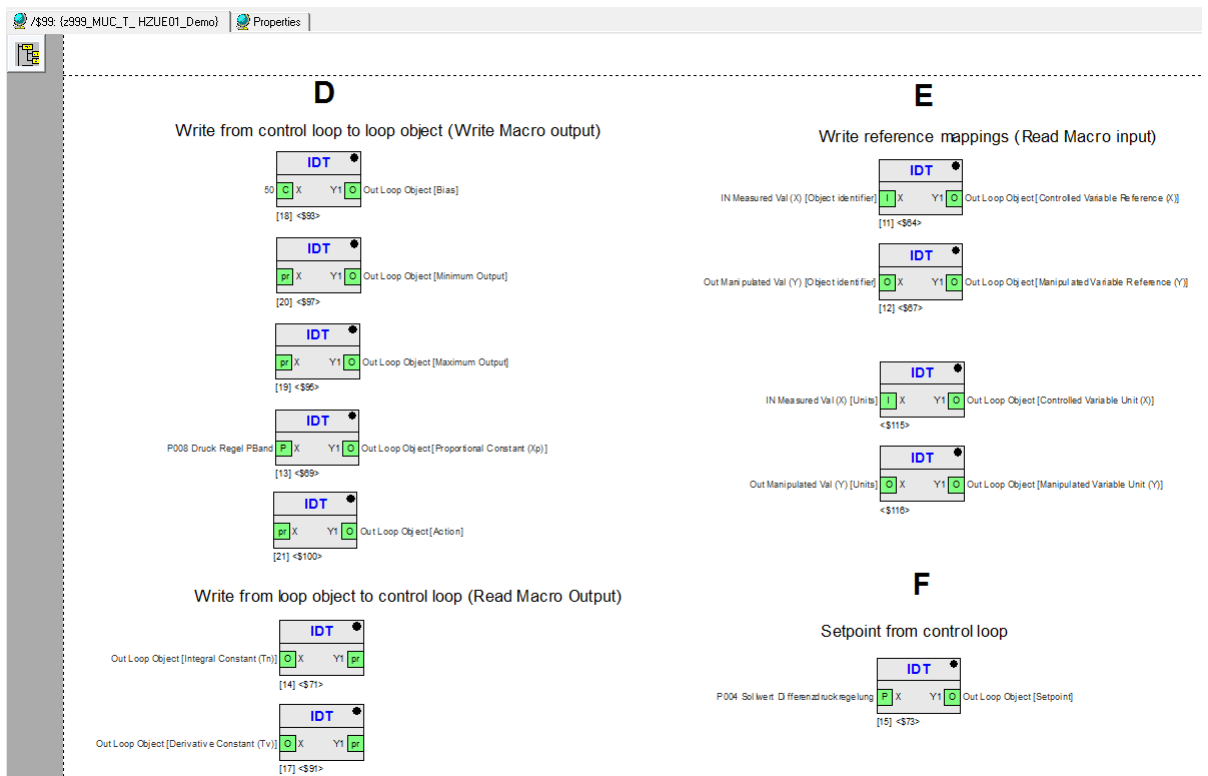 /$99: {z999_MUC_T_ HZUE01_Demo}
Properties
D
Write from control loop to loop object (Write Macro output)
IDT
50 C X Y1 O Out Loop Object [Bias]
[18] <$93>
IDT
pr X Y1 O Out Loop Object [Minimum Output]
[20] <$97>
IDT
pr X Y1 O Out Loop Object [Maximum Output]
[19] <$95>
IDT
P008 Druck Regel PBand P X Y1 O Out Loop Object [Proportional Constant (Xp)]
[13] <$69>
IDT
pr X Y1 O Out Loop Object [Action]
[21] <$100>
Write from loop object to control loop (Read Macro Output)
IDT
Out Loop Object [Integral Constant (Tn)] O X Y1 pr
[14] <$71>
IDT
Out Loop Object [Derivative Constant (Tv)] O X Y1 pr
[17] <$91>
E
Write reference mappings (Read Macro input)
IDT
IN Measured Val (X) [Object identifier] I X Y1 O Out Loop Object [Controlled Variable Reference (X)]
[11] <$64>
IDT
Out Manipulated Val (Y) [Object identifier] O X Y1 O Out Loop Object [Manipulated Variable Reference (Y)]
[12] <$67>
IDT
IN Measured Val (X) [Units] I X Y1 O Out Loop Object [Controlled Variable Unit (X)]
<$115>
IDT
Out Manipulated Val (Y) [Units] O X Y1 O Out Loop Object [Manipulated Variable Unit (Y)]
<$116>
F
Setpoint from control loop
IDT
P004 Sollwert Differenzdruckregelung P X Y1 O Out Loop Object [Setpoint]
[15] <$73>